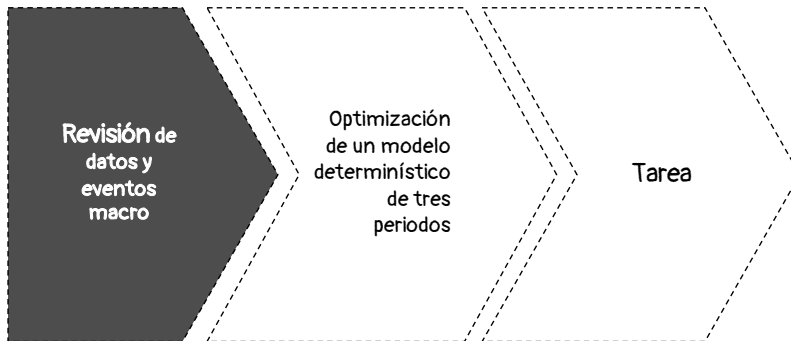 Revisión de
datos y
eventos
macro
Optimización
de un modelo
determinístico
de tres
periodos
Tarea